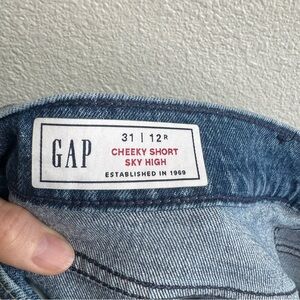 GAP
31 | 12R
CHEEKY SHORT
SKY HIGH
ESTABLISHED IN 1969